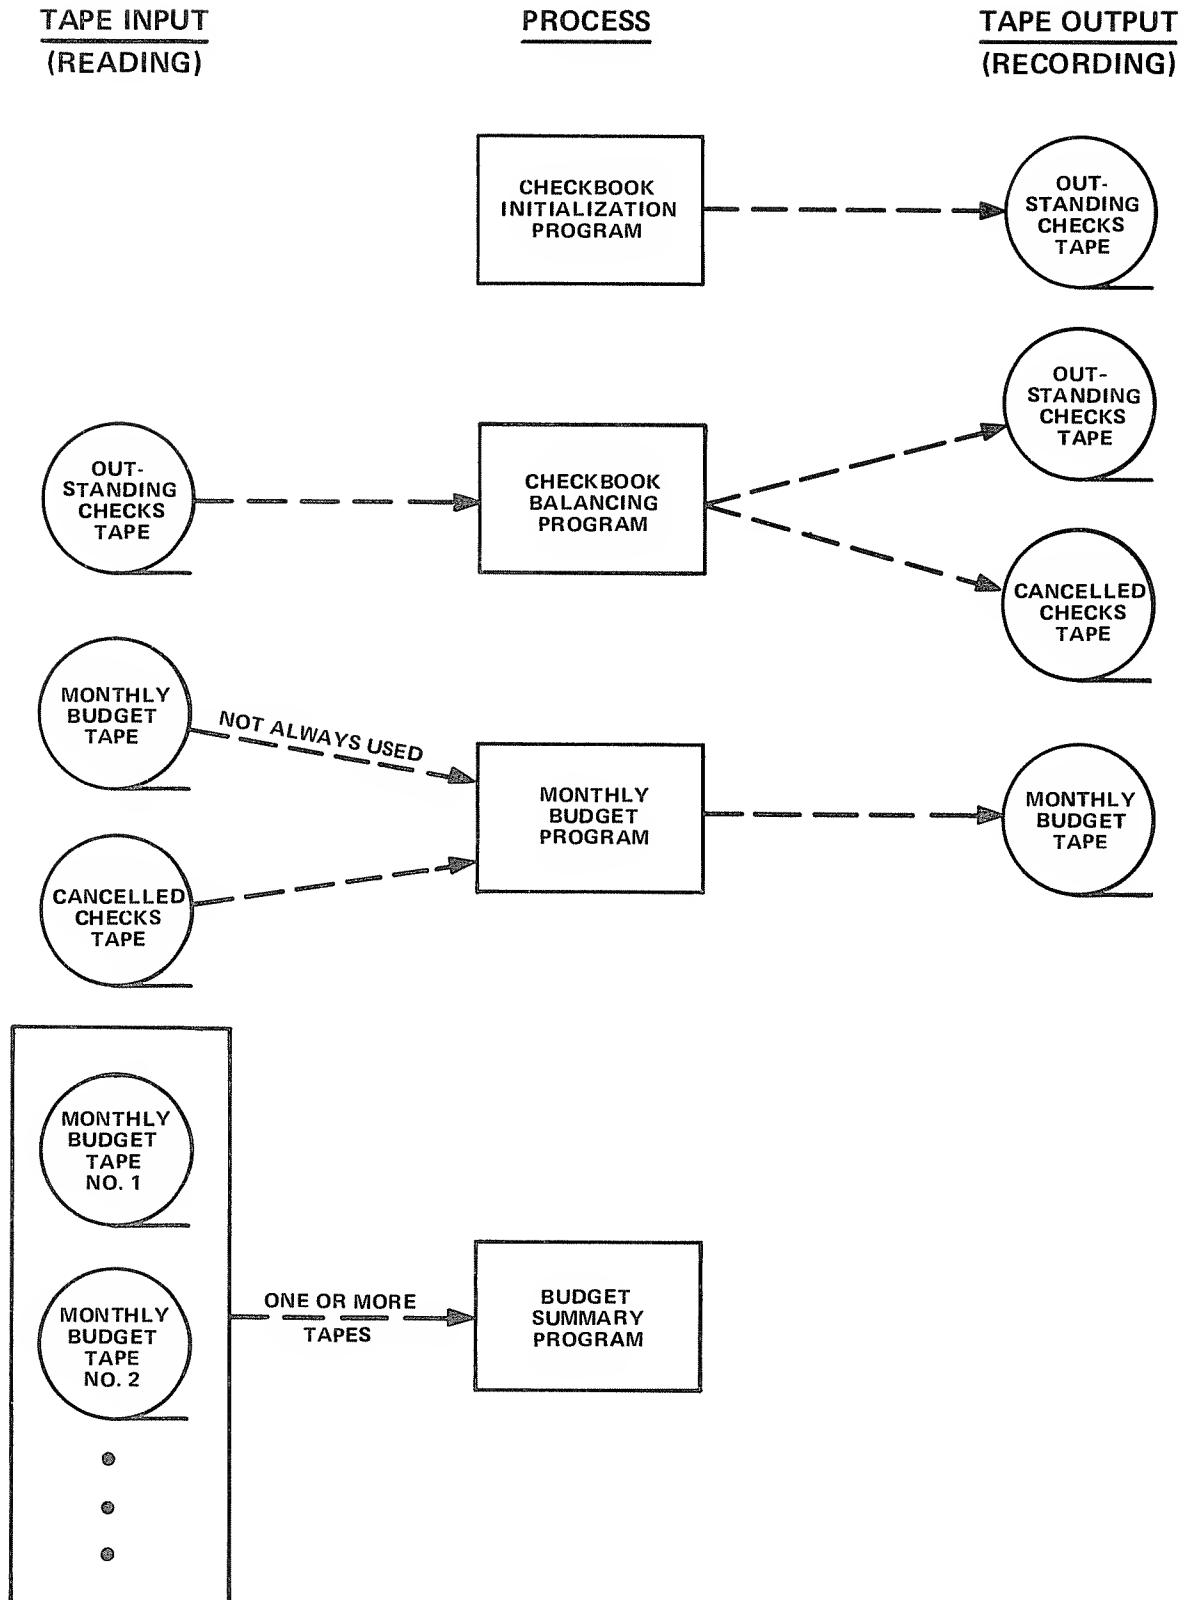 TAPE INPUT
(READING)
PROCESS
TAPE OUTPUT
(RECORDING)
CHECKBOOK
INITIALIZATION
PROGRAM
OUT-
STANDING
CHECKS
TAPE
OUT-
STANDING
CHECKS
TAPE
CHECKBOOK
BALANCING
PROGRAM
OUT-
STANDING
CHECKS
TAPE
CANCELLED
CHECKS
TAPE
MONTHLY
BUDGET
TAPE
NOT ALWAYS USED
CANCELLED
CHECKS
TAPE
MONTHLY
BUDGET
PROGRAM
MONTHLY
BUDGET
TAPE
MONTHLY
BUDGET
TAPE
NO. 1
MONTHLY
BUDGET
TAPE
NO. 2
ONE OR MORE
TAPES
BUDGET
SUMMARY
PROGRAM